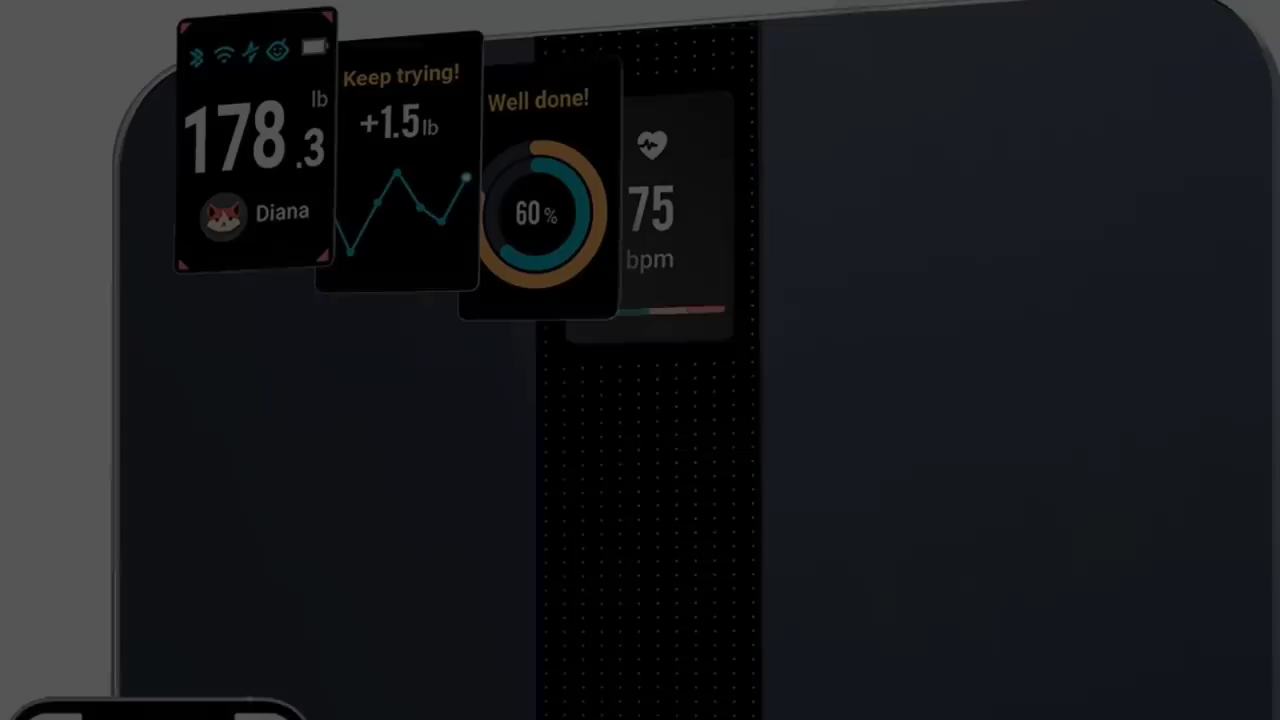 lb
178.3
Diana
Keep trying!
+1.5 lb
Well done!
60%
75
bpm